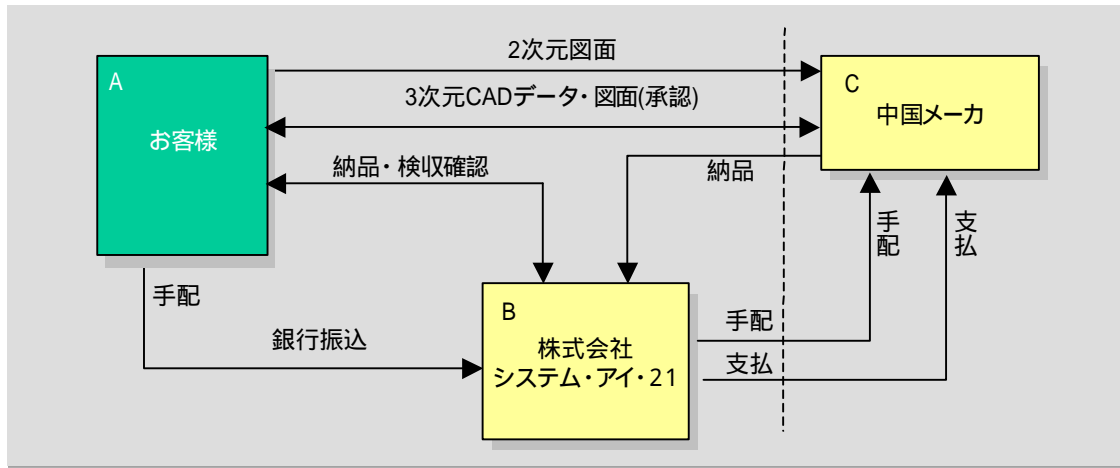 2次元図面
A
お客様
3次元CADデータ・図面(承認)
C
中国メーカ
納品・検収確認
納品
手配
支払
手配
銀行振込
B
株式会社
システム・アイ・21
手配
支払